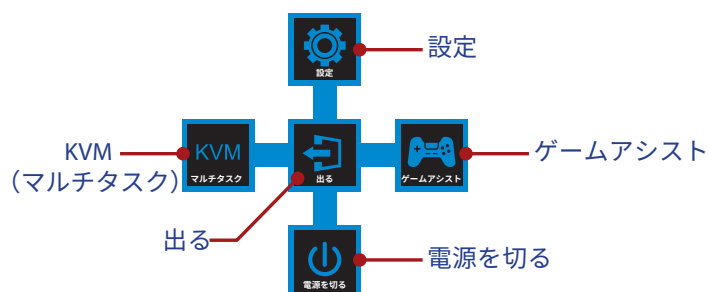 設定
設定
KVM
(マルチタスク)
KVM
マルチタスク
出る
ゲームアシスト
ゲームアシスト
出る
電源を切る
電源を切る